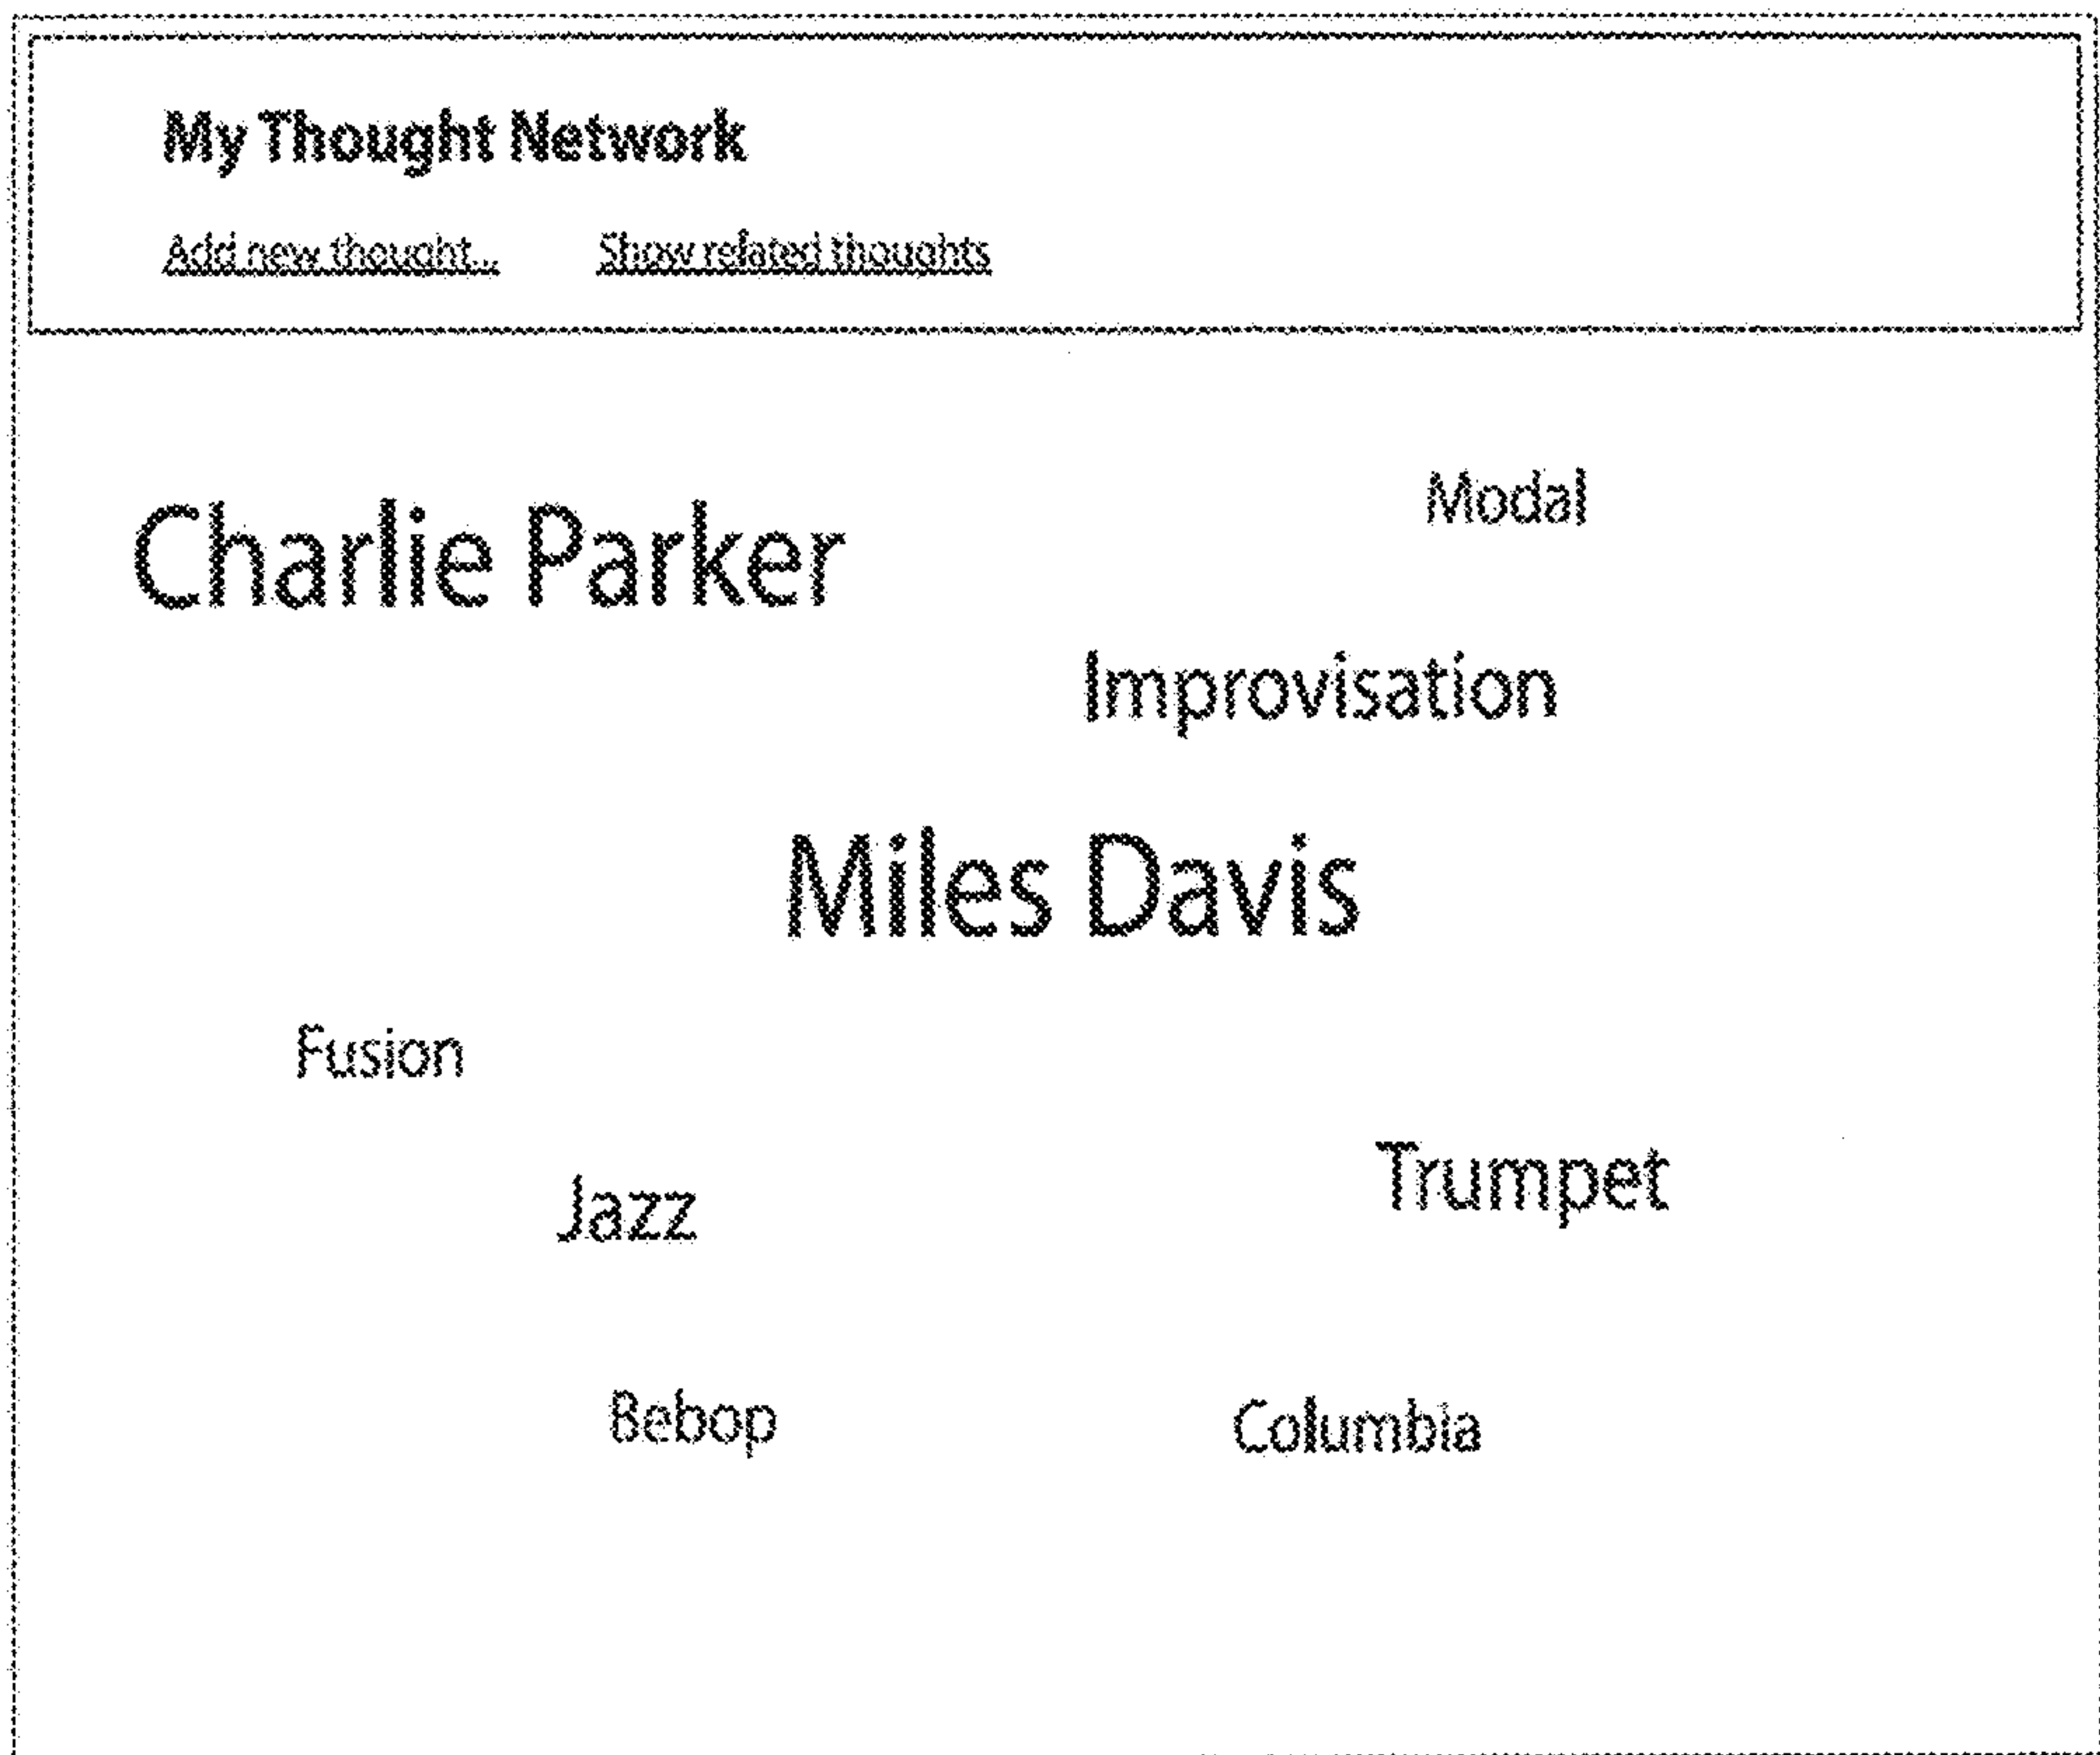 My Thought Network
Add new thought... Show related thoughts
Modal
Charlie Parker
Improvisation
Miles Davis
Fusion
Trumpet
Jazz
Bebop
Columbia